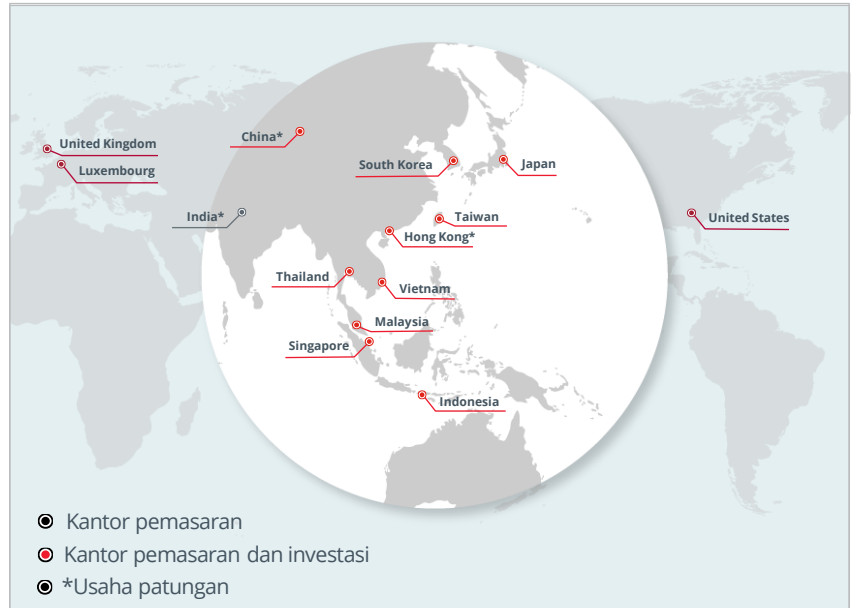 United Kingdom
Luxembourg
China*
South Korea
Japan
India*
Taiwan
Hong Kong*
United States
Thailand
Vietnam
Malaysia
Singapore
Indonesia
Kantor pemasaran
Kantor pemasaran dan investasi
*Usaha patungan